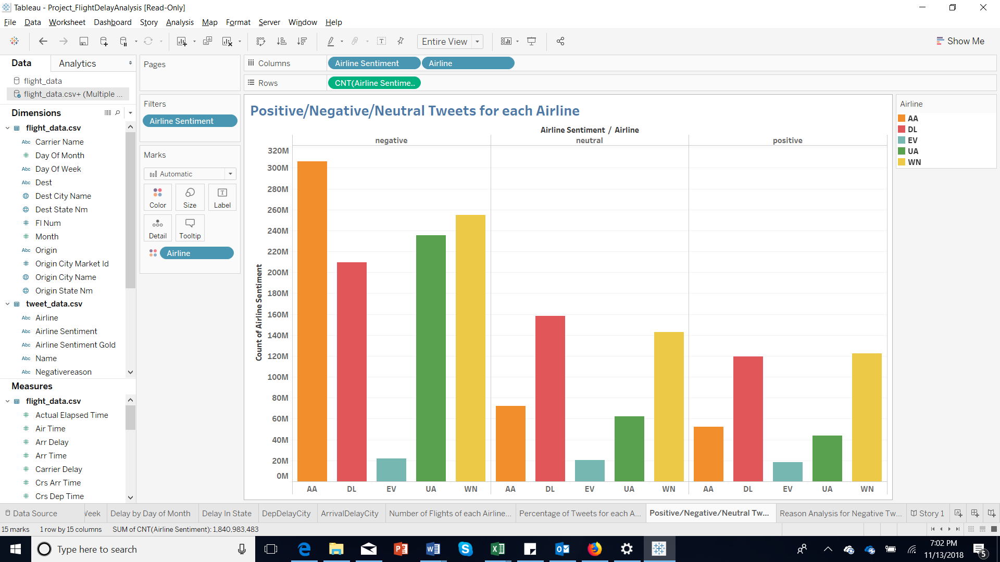 Tableau - Project_FlightDelayAnalysis [Read-Only]
File Data Worksheet Dashboard Story Analysis Map Format Server Window Help
Entire View
Show Me
Data Analytics
flight_data
flight_data.csv+ (Multiple ...
Dimensions
flight_data.csv
Abc Carrier Name
# Day Of Month
Abc Day Of Week
Abc Dest
Dest City Name
Dest State Nm
# Fl Num
# Month
Abc Origin
# Origin City Market Id
Origin City Name
Origin State Nm
tweet_data.csv
Abc Airline
Abc Airline Sentiment
Abc Airline Sentiment Gold
Abc Name
Abc Negativereason
Measures
flight_data.csv
# Actual Elapsed Time
# Air Time
# Arr Delay
# Arr Time
# Carrier Delay
# Crs Arr Time
# Crs Dep Time
Pages
Filters
Airline Sentiment
Marks
Automatic
Color Size Label
Detail Tooltip
Airline
Columns Airline Sentiment Airline
Rows CNT(Airline Sentime..
Positive/Negative/Neutral Tweets for each Airline
Airline Sentiment / Airline
negative neutral positive
Count of Airline Sentiment
320M
300M
280M
260M
240M
220M
200M
180M
160M
140M
120M
100M
80M
60M
40M
20M
0M
AA DL EV UA WN AA DL EV UA WN AA DL EV UA WN
Airline
AA
DL
EV
UA
WN
Data Source Week Delay by Day of Month Delay In State DepDelayCity ArrivalDelayCity Number of Flights of each Airline... Percentage of Tweets for each A... Positive/Negative/Neutral Tw... Reason Analysis for Negative Tw... Story 1
15 marks 1 row by 15 columns SUM of CNT(Airline Sentiment): 1,840,983,483
Type here to search
7:02 PM
11/13/2018
5